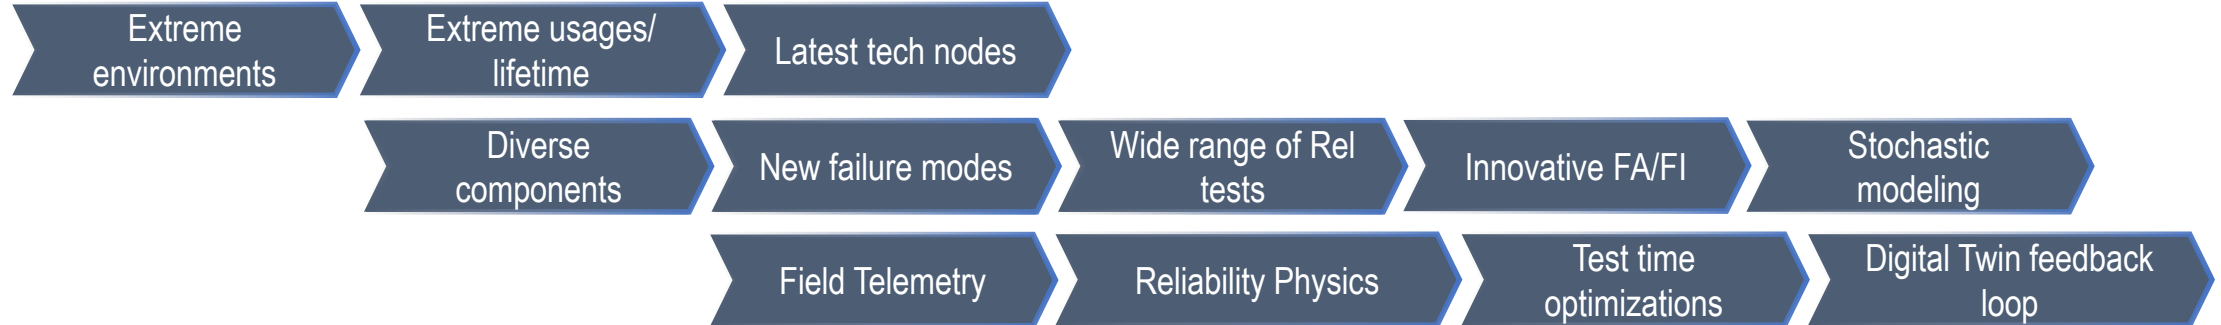 Extreme
environments
Extreme usages/
lifetime
Latest tech nodes
Diverse
components
New failure modes
Wide range of Rel
tests
Innovative FA/FI
Stochastic
modeling
Field Telemetry
Reliability Physics
Test time
optimizations
Digital Twin feedback
loop